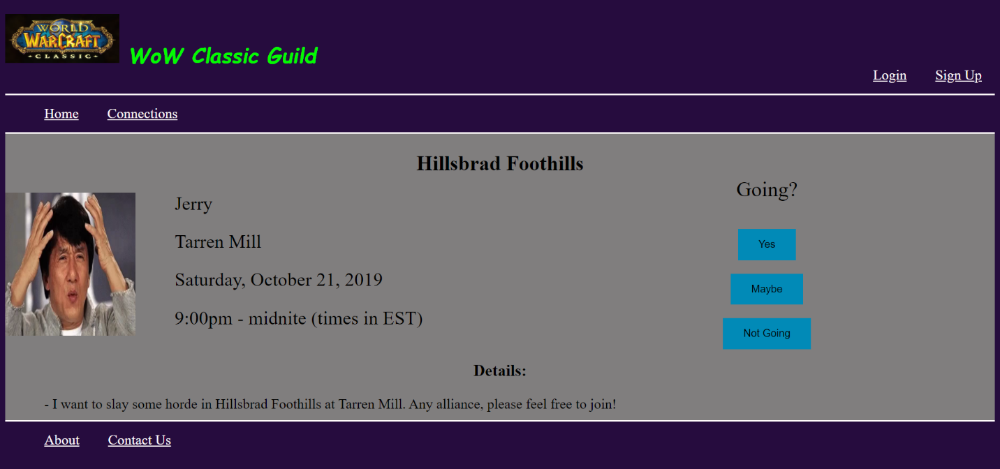 WORLD
WARCRAFT
CLASSIC
WoW Classic Guild
Login Sign Up
Home Connections
Hillsbrad Foothills
Going?
Jerry
Tarren Mill
Yes
Saturday, October 21, 2019
Maybe
9:00pm - midnite (times in EST)
Not Going
Details:
- I want to slay some horde in Hillsbrad Foothills at Tarren Mill. Any alliance, please feel free to join!
About Contact Us